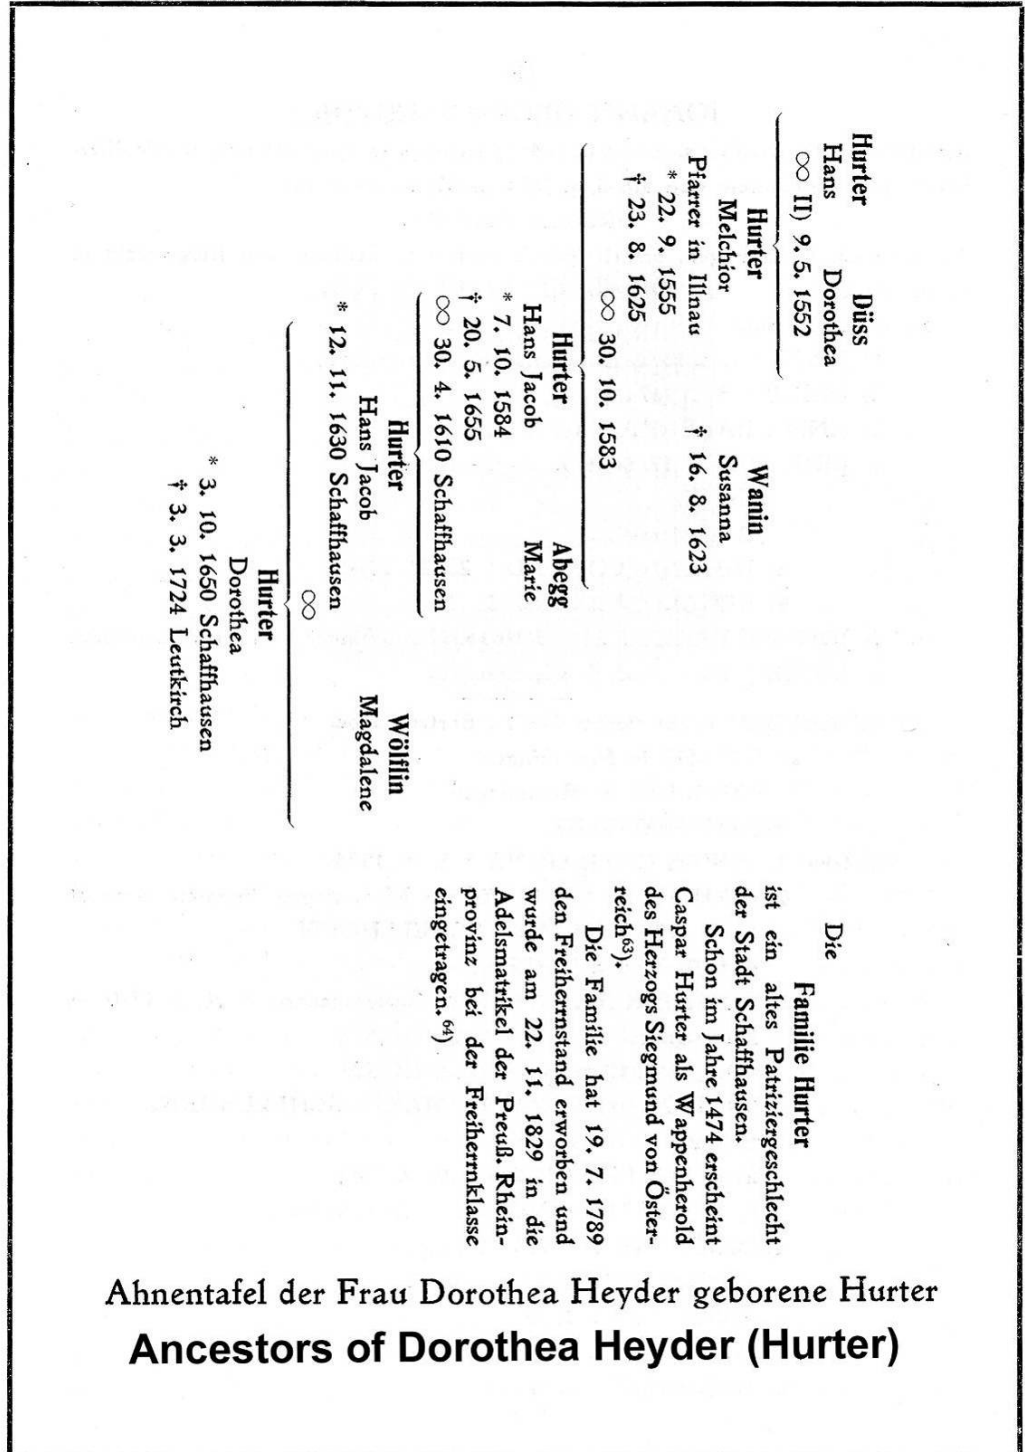 Hurter Düss
Hans Dorothea
∞ II) 9. 5. 1552
Hurter Wanin
Melchior Susanna
Pfarrer in Illnau † 16. 8. 1623
* 22. 9. 1555
† 23. 8. 1625
∞ 30. 10. 1583
Hurter Abegg
Hans Jacob Marie
* 7. 10. 1584
† 20. 5. 1655
∞ 30. 4. 1610 Schaffhausen
Hurter Wölflin
Hans Jacob Magdalene
* 12. 11. 1630 Schaffhausen
∞
Hurter
Dorothea
* 3. 10. 1650 Schaffhausen
† 3. 3. 1724 Leutkirch
Die
Familie Hurter
ist ein altes Patriziergeschlecht
der Stadt Schaffhausen.
Schon im Jahre 1474 erscheint
Caspar Hurter als Wappenherold
des Herzogs Siegmund von Öster-
reich⁶³).
Die Familie hat 19. 7. 1789
den Freiherrnstand erworben und
wurde am 22. 11. 1829 in die
Adelsmatrikel der Preuß. Rhein-
provinz bei der Freiherrnklasse
eingetragen. ⁶⁴)
Ahnentafel der Frau Dorothea Heyder geborene Hurter
Ancestors of Dorothea Heyder (Hurter)